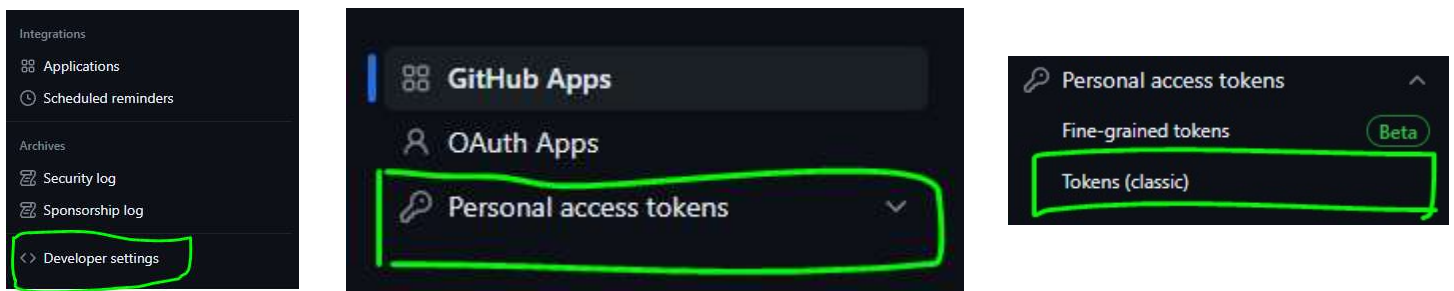 Integrations
Applications
Scheduled reminders
Archives
Security log
Sponsorship log
Developer settings
GitHub Apps
OAuth Apps
Personal access tokens
Personal access tokens
Fine-grained tokens Beta
Tokens (classic)